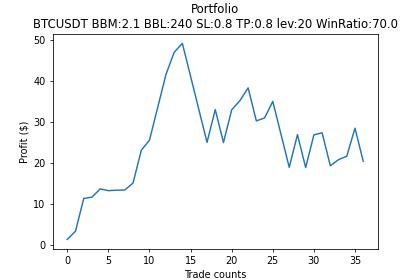 Portfolio
BTCUSDT BBM:2.1 BBL:240 SL:0.8 TP:0.8 lev:20 WinRatio:70.0
50
40
30
20
10
0
Profit ($)
0 5 10 15 20 25 30 35
Trade counts